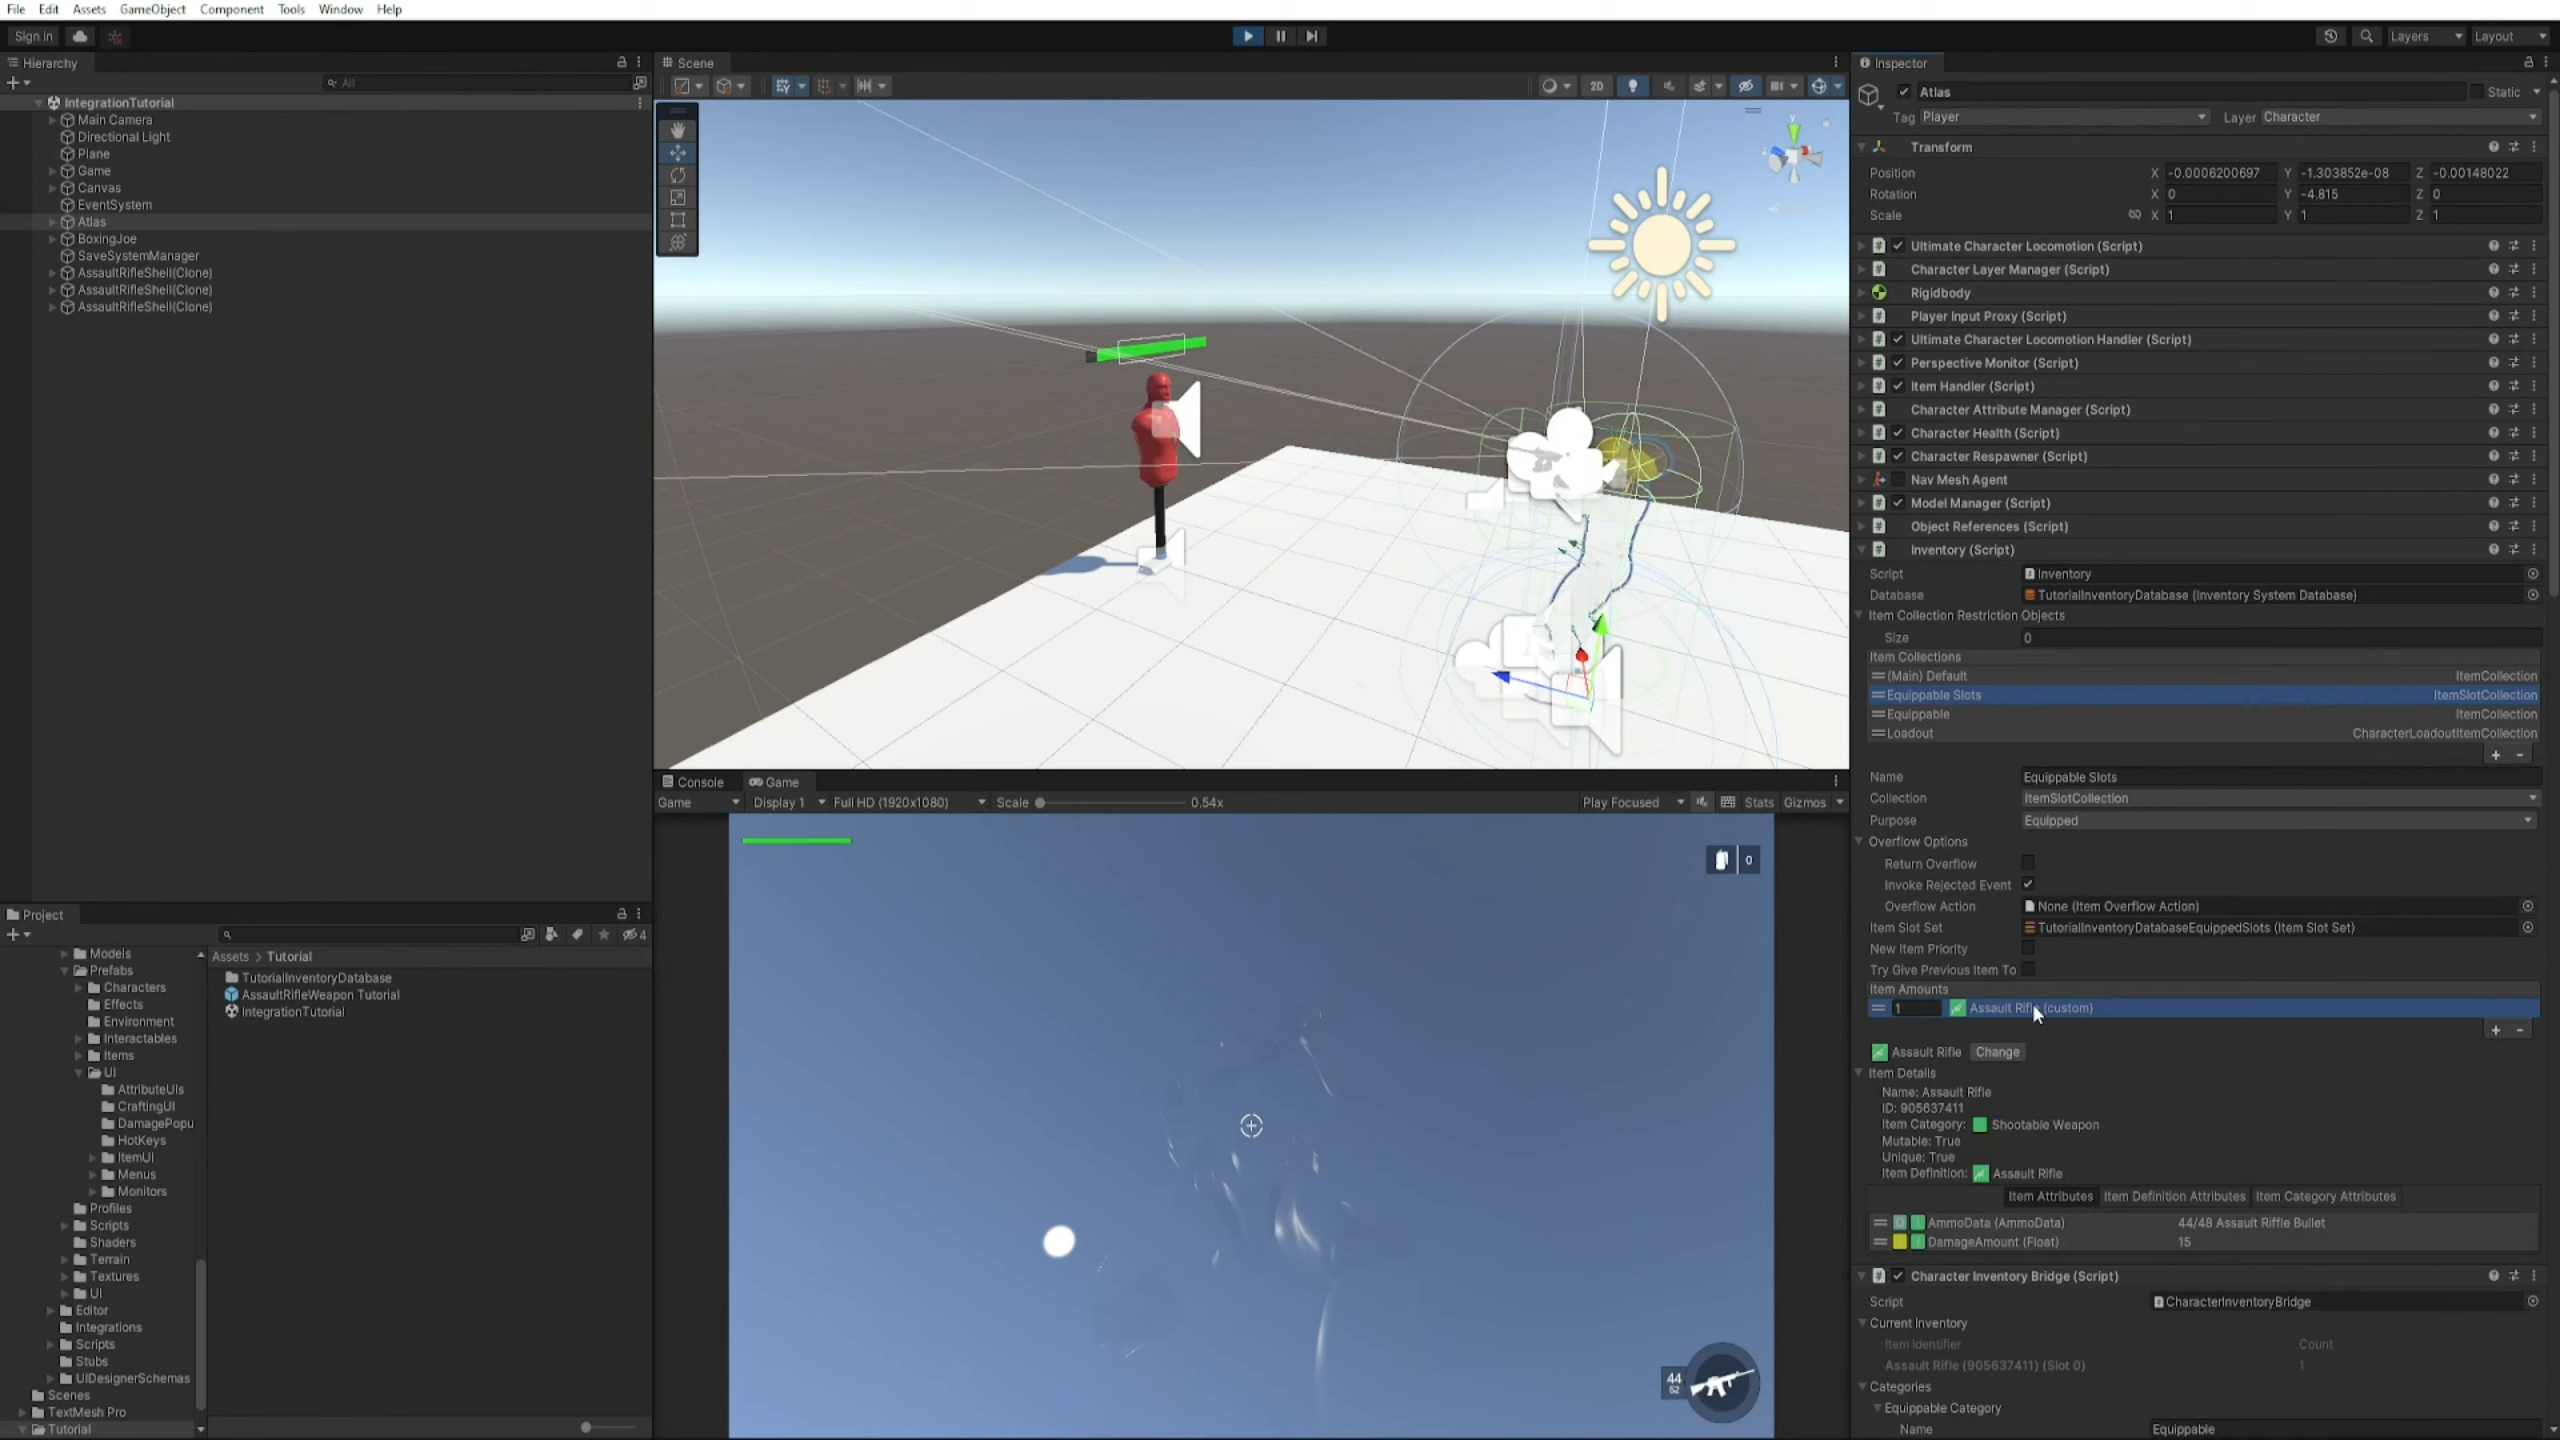 File Edit Assets GameObject Component Tools Window Help
Sign in
Layers
Layout
Hierarchy
All
IntegrationTutorial
Main Camera
Directional Light
Plane
Game
Canvas
EventSystem
Atlas
BoxingJoe
SaveSystemManager
AssaultRifleShell(Clone)
AssaultRifleShell(Clone)
AssaultRifleShell(Clone)
Scene
2D
Console
Game
Game
Display 1
Full HD (1920x1080)
Scale
0.54x
Play Focused
Stats
Gizmos
0
44
52
Project
4
Models
Prefabs
Characters
Effects
Environment
Interactables
Items
UI
AttributeUIs
CraftingUI
DamagePopu
HotKeys
ItemUI
Menus
Monitors
Profiles
Scripts
Shaders
Terrain
Textures
UI
Editor
Integrations
Scripts
Stubs
UIDesignerSchemas
Scenes
TextMesh Pro
Tutorial
Assets > Tutorial
TutorialInventoryDatabase
AssaultRifleWeapon Tutorial
IntegrationTutorial
Inspector
Atlas
Static
Tag Player
Layer Character
Transform
Position X -0.0006200697 Y -1.303852e-08 Z -0.00148022
Rotation X 0 Y -4.815 Z 0
Scale X 1 Y 1 Z 1
Ultimate Character Locomotion (Script)
Character Layer Manager (Script)
Rigidbody
Player Input Proxy (Script)
Ultimate Character Locomotion Handler (Script)
Perspective Monitor (Script)
Item Handler (Script)
Character Attribute Manager (Script)
Character Health (Script)
Character Respawner (Script)
Nav Mesh Agent
Model Manager (Script)
Object References (Script)
Inventory (Script)
Script Inventory
Database TutorialInventoryDatabase (Inventory System Database)
Item Collection Restriction Objects
Size 0
Item Collections
(Main) Default ItemCollection
Equippable Slots ItemSlotCollection
Equippable ItemCollection
Loadout CharacterLoadoutItemCollection
Name Equippable Slots
Collection ItemSlotCollection
Purpose Equipped
Overflow Options
Return Overflow
Invoke Rejected Event
Overflow Action None (Item Overflow Action)
Item Slot Set TutorialInventoryDatabaseEquippedSlots (Item Slot Set)
New Item Priority
Try Give Previous Item To
Item Amounts
1 Assault Rifle (custom)
Assault Rifle Change
Item Details
Name: Assault Rifle
ID: 905637411
Item Category: Shootable Weapon
Mutable: True
Unique: True
Item Definition: Assault Rifle
Item Attributes Item Definition Attributes Item Category Attributes
AmmoData (AmmoData) 44/48 Assault Riffle Bullet
DamageAmount (Float) 15
Character Inventory Bridge (Script)
Script CharacterInventoryBridge
Current Inventory
Item Identifier Count
Assault Rifle (905637411) (Slot 0) 1
Categories
Equippable Category
Name Equippable